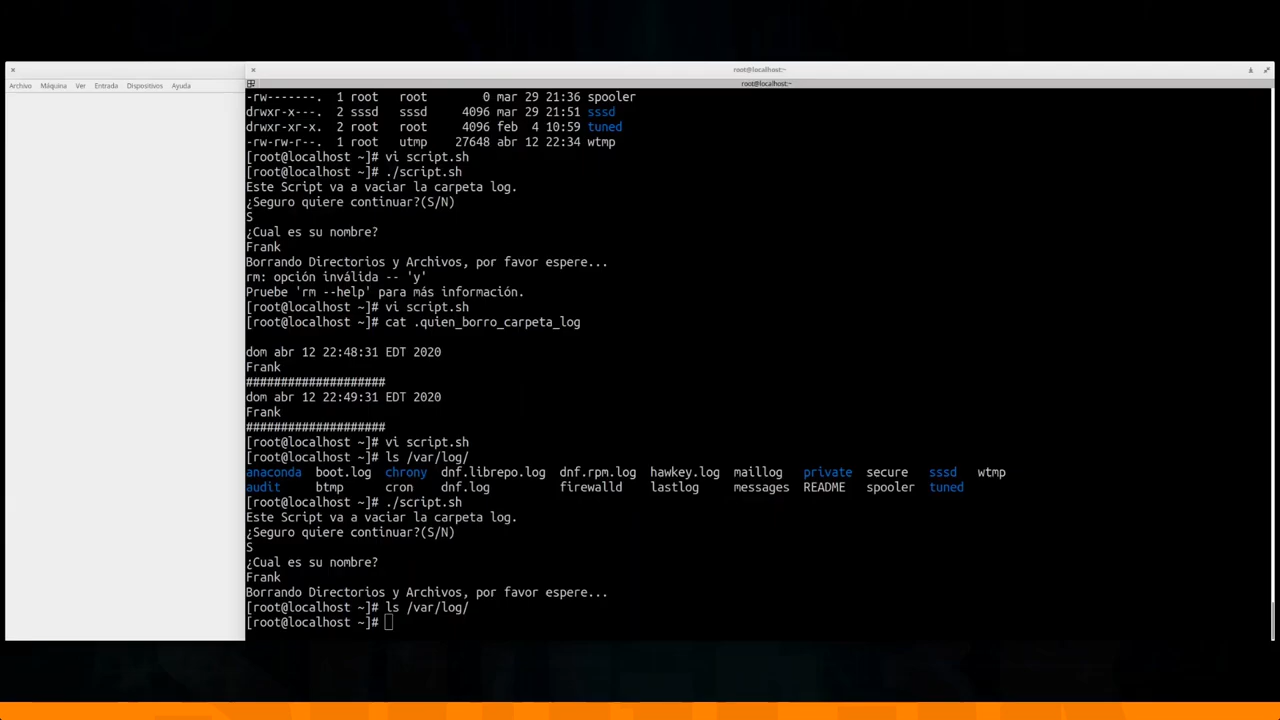 root@localhost:~
Archivo Máquina Ver Entrada Dispositivos Ayuda
root@localhost:~
-rw-------. 1 root root 0 mar 29 21:36 spooler
drwxr-x---. 2 sssd sssd 4096 mar 29 21:51 sssd
drwxr-xr-x. 2 root root 4096 feb 4 10:59 tuned
-rw-rw-r--. 1 root utmp 27648 abr 12 22:34 wtmp
[root@localhost ~]# vi script.sh
[root@localhost ~]# ./script.sh
Este Script va a vaciar la carpeta log.
¿Seguro quiere continuar?(S/N)
S
¿Cual es su nombre?
Frank
Borrando Directorios y Archivos, por favor espere...
rm: opción inválida -- 'y'
Pruebe 'rm --help' para más información.
[root@localhost ~]# vi script.sh
[root@localhost ~]# cat .quien_borro_carpeta_log
dom abr 12 22:48:31 EDT 2020
Frank
####################
dom abr 12 22:49:31 EDT 2020
Frank
####################
[root@localhost ~]# vi script.sh
[root@localhost ~]# ls /var/log/
anaconda boot.log chrony dnf.librepo.log dnf.rpm.log hawkey.log maillog private secure sssd wtmp
audit btmp cron dnf.log firewalld lastlog messages README spooler tuned
[root@localhost ~]# ./script.sh
Este Script va a vaciar la carpeta log.
¿Seguro quiere continuar?(S/N)
S
¿Cual es su nombre?
Frank
Borrando Directorios y Archivos, por favor espere...
[root@localhost ~]# ls /var/log/
[root@localhost ~]#